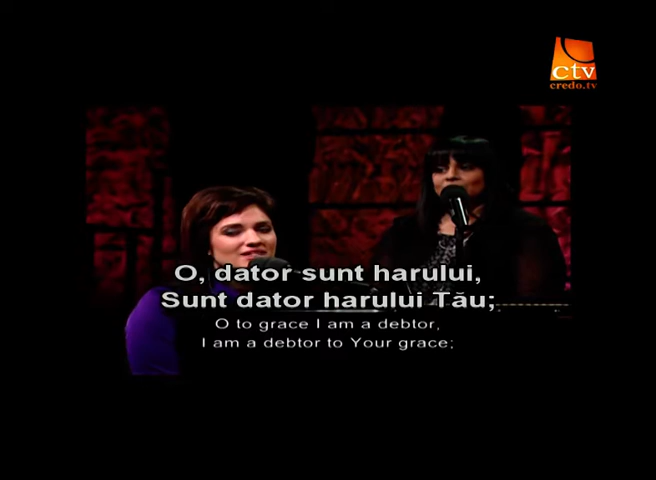 ctv
credo.tv
O, dator sunt harului,
Sunt dator harului Tău;
O to grace I am a debtor,
I am a debtor to Your grace;